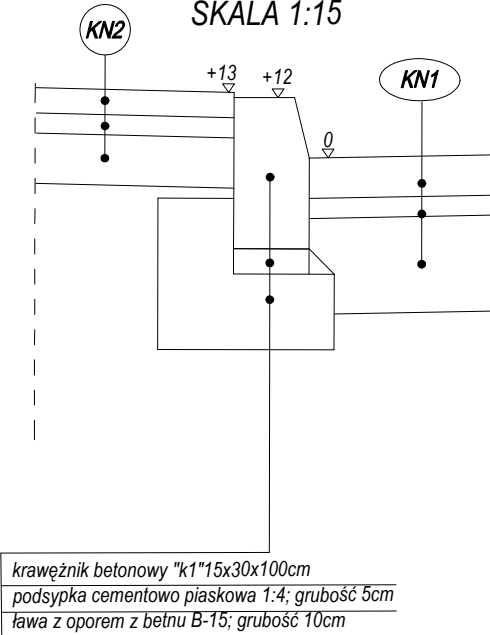 SKALA 1:15
KN2
+13
+12
KN1
0
krawężnik betonowy "k1"15x30x100cm
podsypka cementowo piaskowa 1:4; grubość 5cm
ława z oporem z betnu B-15; grubość 10cm